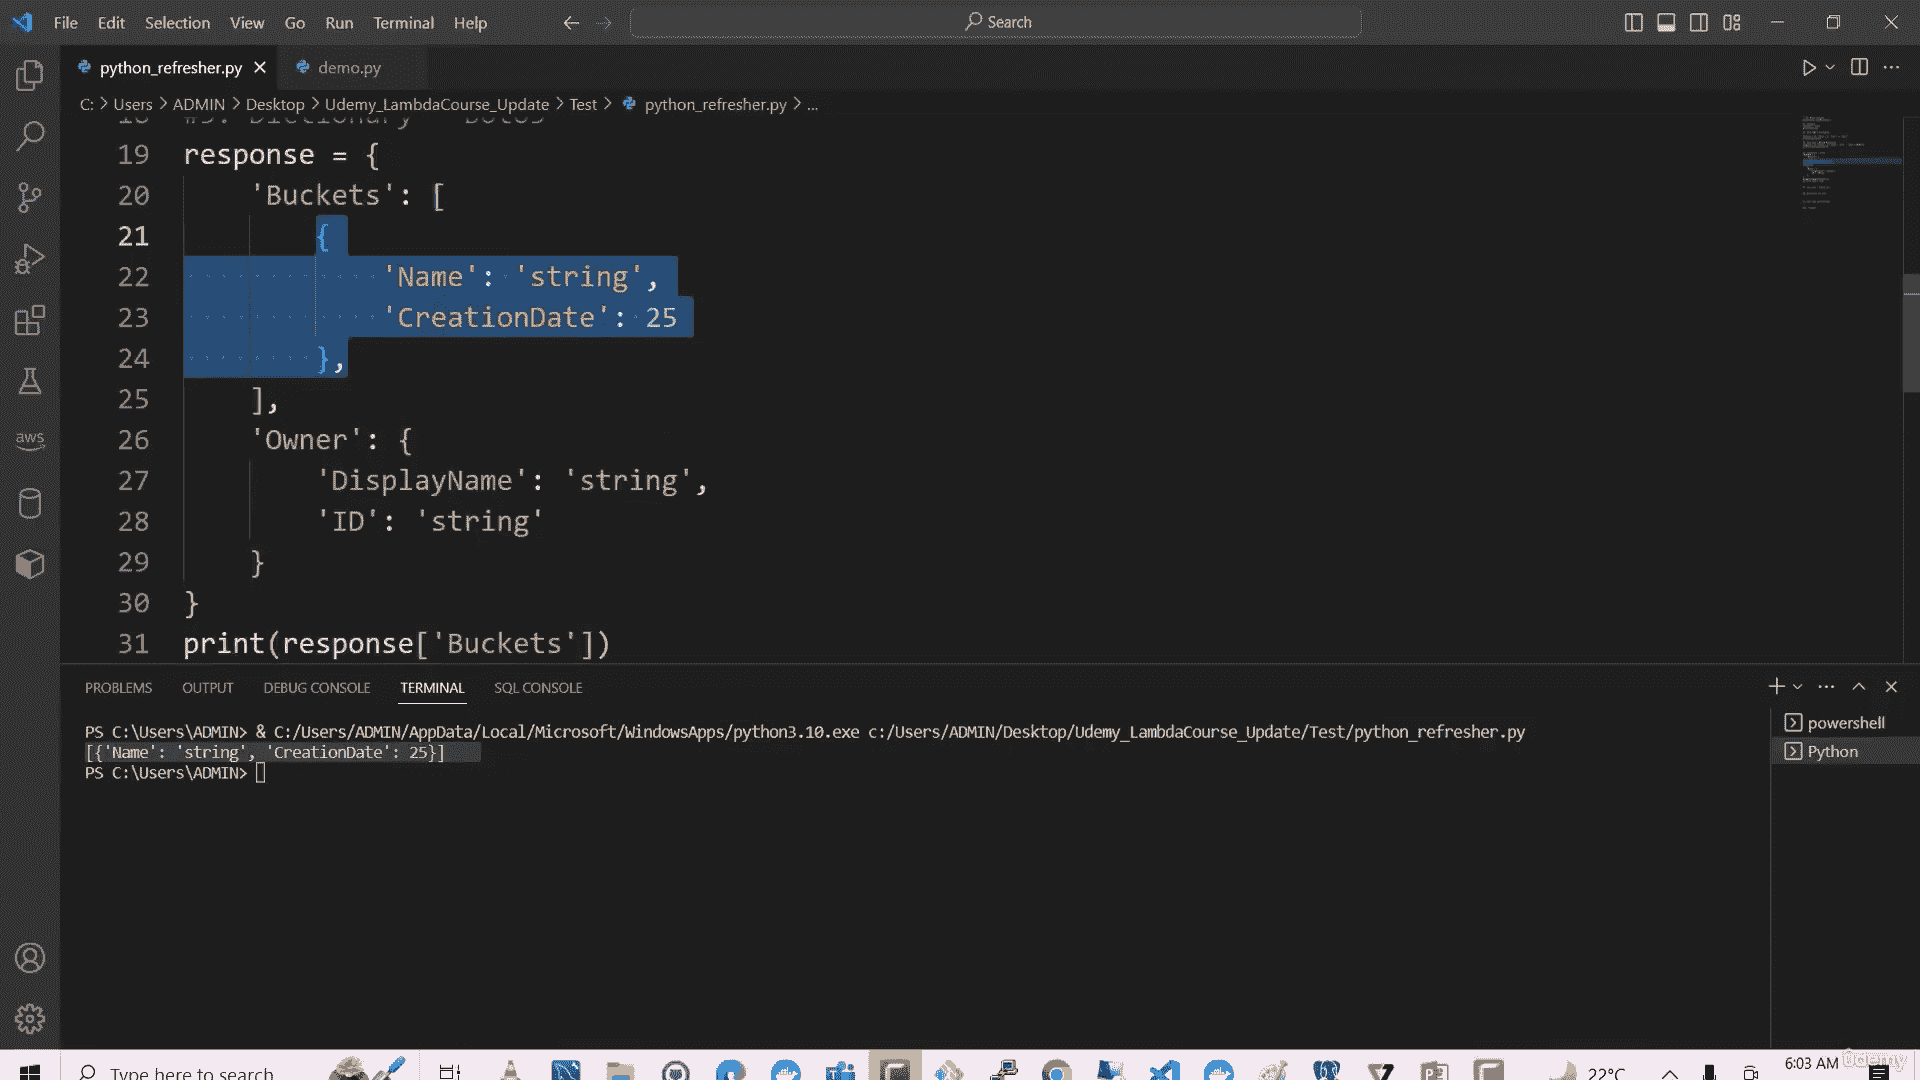 File Edit Selection View Go Run Terminal Help
Search
python_refresher.py demo.py
C: > Users > ADMIN > Desktop > Udemy_LambdaCourse_Update > Test > python_refresher.py > ...
19 response = {
20 'Buckets': [
21 {
22 'Name': 'string',
23 'CreationDate': 25
24 },
25 ],
26 'Owner': {
27 'DisplayName': 'string',
28 'ID': 'string'
29 }
30 }
31 print(response['Buckets'])
aws
PROBLEMS OUTPUT DEBUG CONSOLE TERMINAL SQL CONSOLE
PS C:\Users\ADMIN> & C:/Users/ADMIN/AppData/Local/Microsoft/WindowsApps/python3.10.exe c:/Users/ADMIN/Desktop/Udemy_LambdaCourse_Update/Test/python_refresher.py
[{'Name': 'string', 'CreationDate': 25}]
PS C:\Users\ADMIN>
powershell
Python
Type here to search
22°C
6:03 AM
Udemy